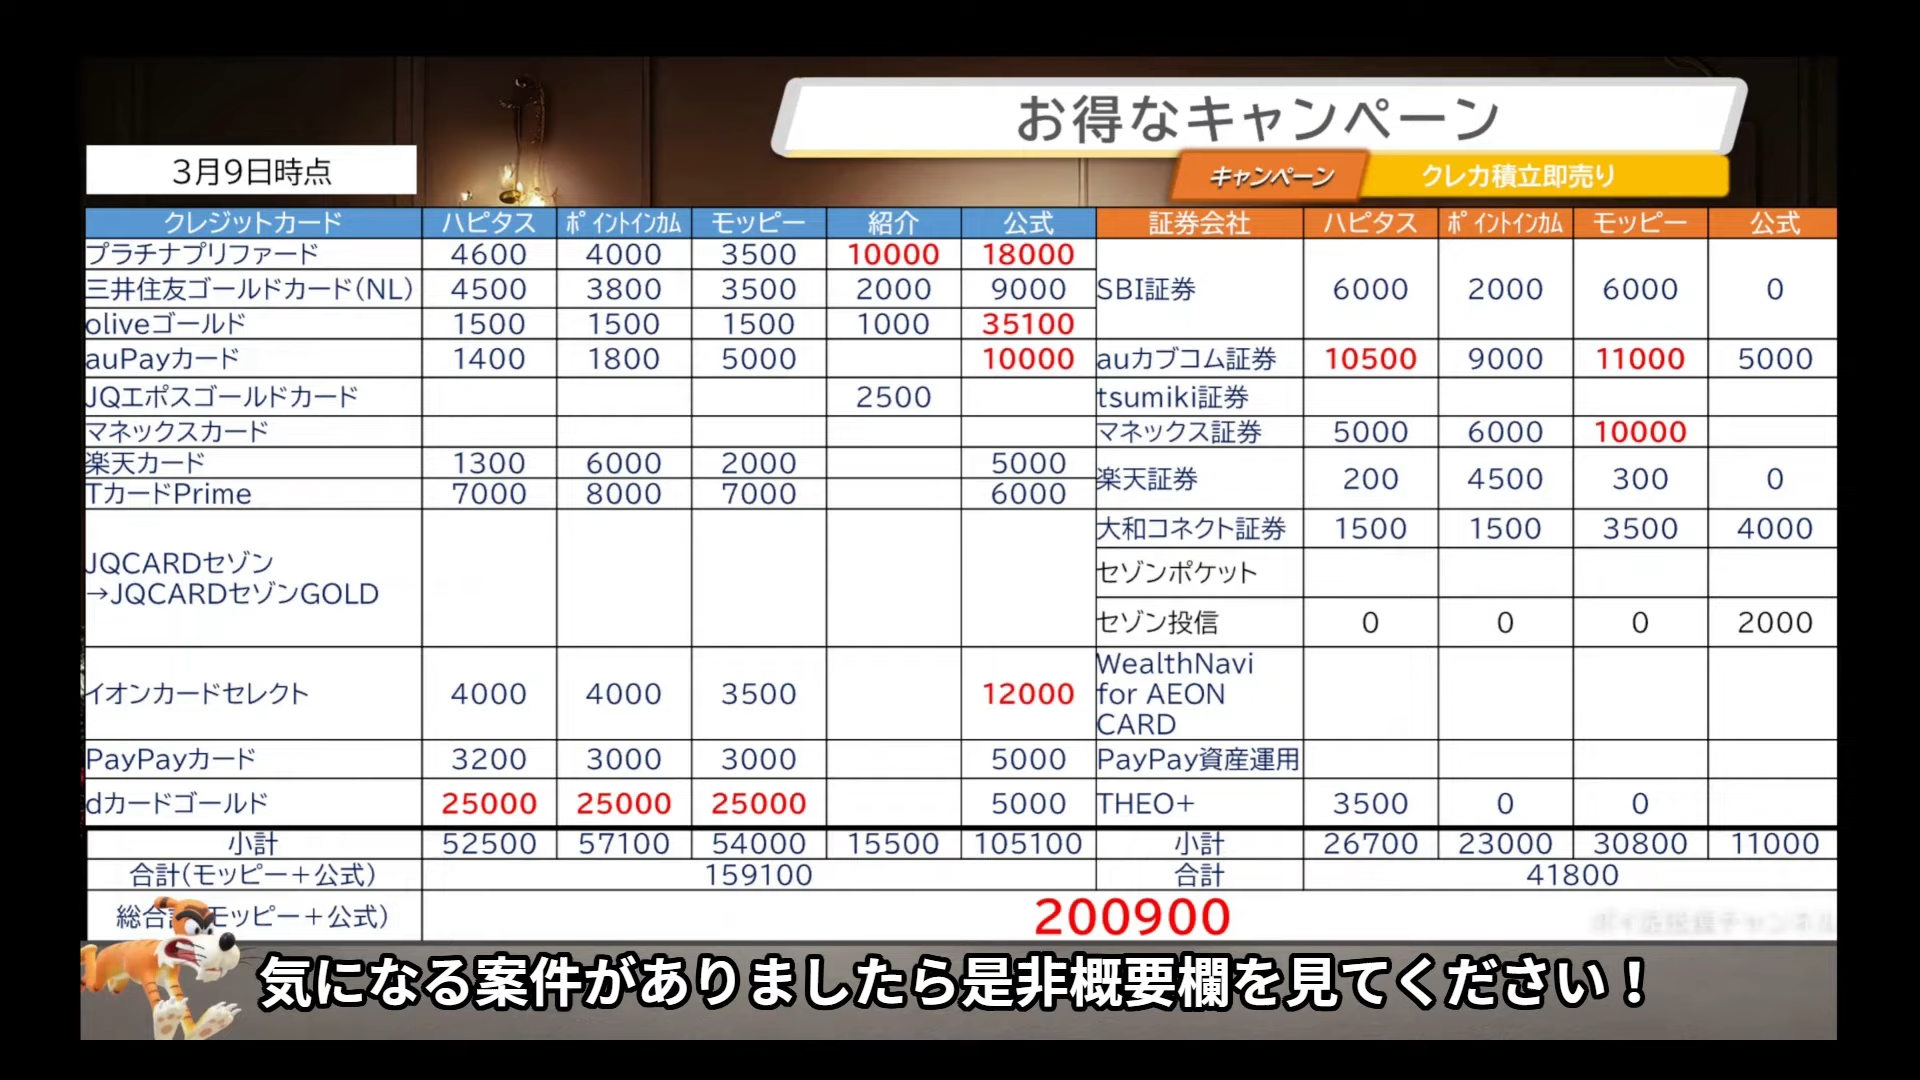 お得なキャンペーン
キャンペーン クレカ積立即売り
3月9日時点
クレジットカード ハピタス ポイントインカム モッピー 紹介 公式 証券会社 ハピタス ポイントインカム モッピー 公式
プラチナプリファード 4600 4000 3500 10000 18000
三井住友ゴールドカード(NL) 4500 3800 3500 2000 9000 SBI証券 6000 2000 6000 0
oliveゴールド 1500 1500 1500 1000 35100
auPayカード 1400 1800 5000 10000 auカブコム証券 10500 9000 11000 5000
JQエポスゴールドカード 2500 tsumiki証券
マネックスカード マネックス証券 5000 6000 10000
楽天カード 1300 6000 2000 5000 楽天証券 200 4500 300 0
TカードPrime 7000 8000 7000 6000
大和コネクト証券 1500 1500 3500 4000
JQCARDセゾン
→JQCARDセゾンGOLD
セゾンポケット
セゾン投信 0 0 0 2000
イオンカードセレクト 4000 4000 3500 12000
WealthNavi
for AEON
CARD
PayPayカード 3200 3000 3000 5000 PayPay資産運用
dカードゴールド 25000 25000 25000 5000 THEO+ 3500 0 0
小計 52500 57100 54000 15500 105100 小計 26700 23000 30800 11000
合計(モッピー+公式) 159100 合計 41800
総合 モッピー+公式) 200900
気になる案件がありましたら是非概要欄を見てください!